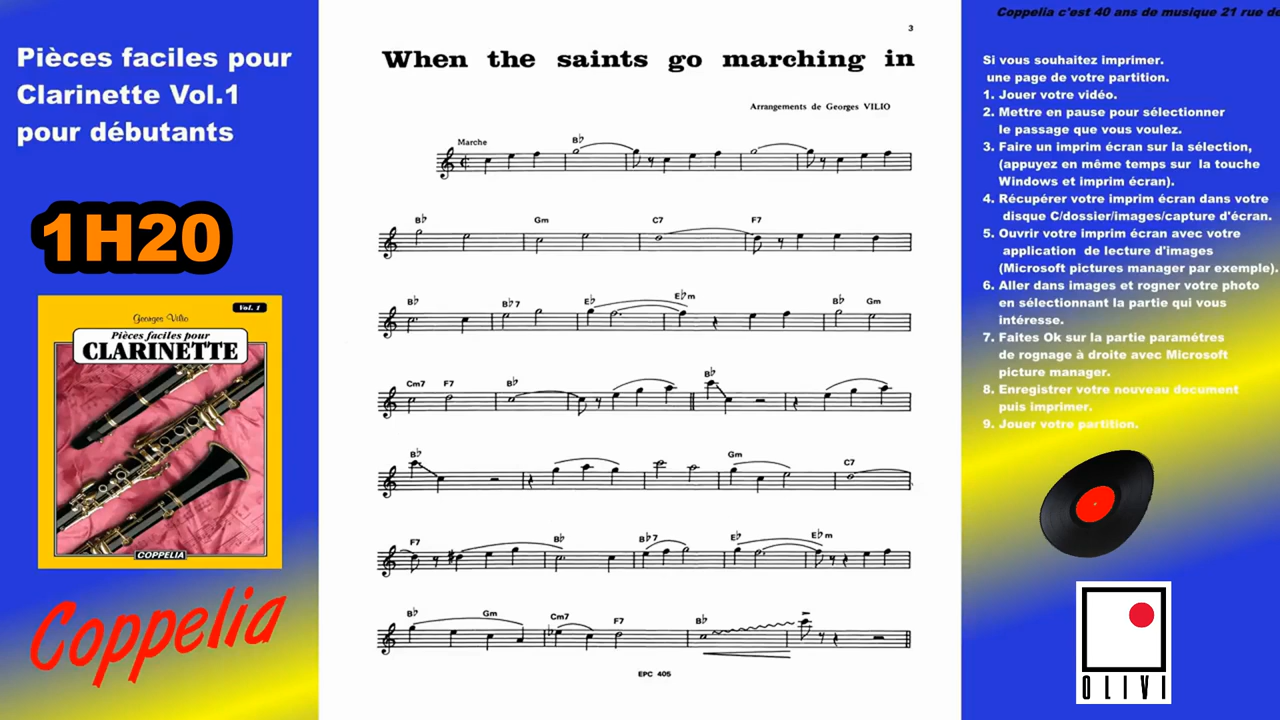 Pièces faciles pour
Clarinette Vol.1
pour débutants
1H20
Vol. 1
Georges Vilio
Pièces faciles pour
CLARINETTE
COPPELIA
Coppelia
3
When the saints go marching in
Arrangements de Georges VILIO
Marche
B♭
B♭ Gm C7 F7
B♭ B♭7 E♭ E♭m B♭ Gm
Cm7 F7 B♭ B♭
B♭ Gm C7
F7 B♭ B♭7 E♭ E♭m
B♭ Gm Cm7 F7 B♭
EPC 405
Coppelia c'est 40 ans de musique 21 rue de
Si vous souhaitez imprimer.
une page de votre partition.
1. Jouer votre vidéo.
2. Mettre en pause pour sélectionner
le passage que vous voulez.
3. Faire un imprim écran sur la sélection,
(appuyez en même temps sur la touche
Windows et imprim écran).
4. Récupérer votre imprim écran dans votre
disque C/dossier/images/capture d'écran.
5. Ouvrir votre imprim écran avec votre
application de lecture d'images
(Microsoft pictures manager par exemple).
6. Aller dans images et rogner votre photo
en sélectionnant la partie qui vous
intéresse.
7. Faites Ok sur la partie paramétres
de rognage à droite avec Microsoft
picture manager.
8. Enregistrer votre nouveau document
puis imprimer.
9. Jouer votre partition.
OLIVI